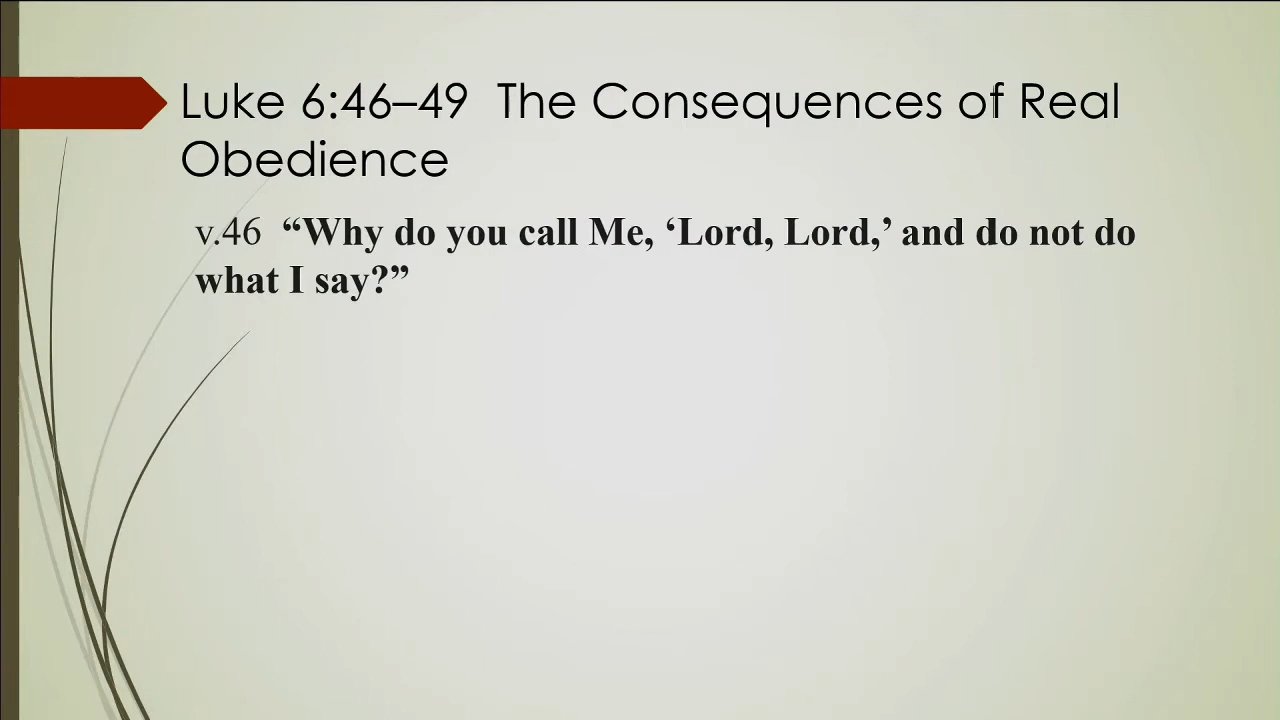 Luke 6:46–49  The Consequences of Real
Obedience
v.46  “Why do you call Me, ‘Lord, Lord,’ and do not do
what I say?”